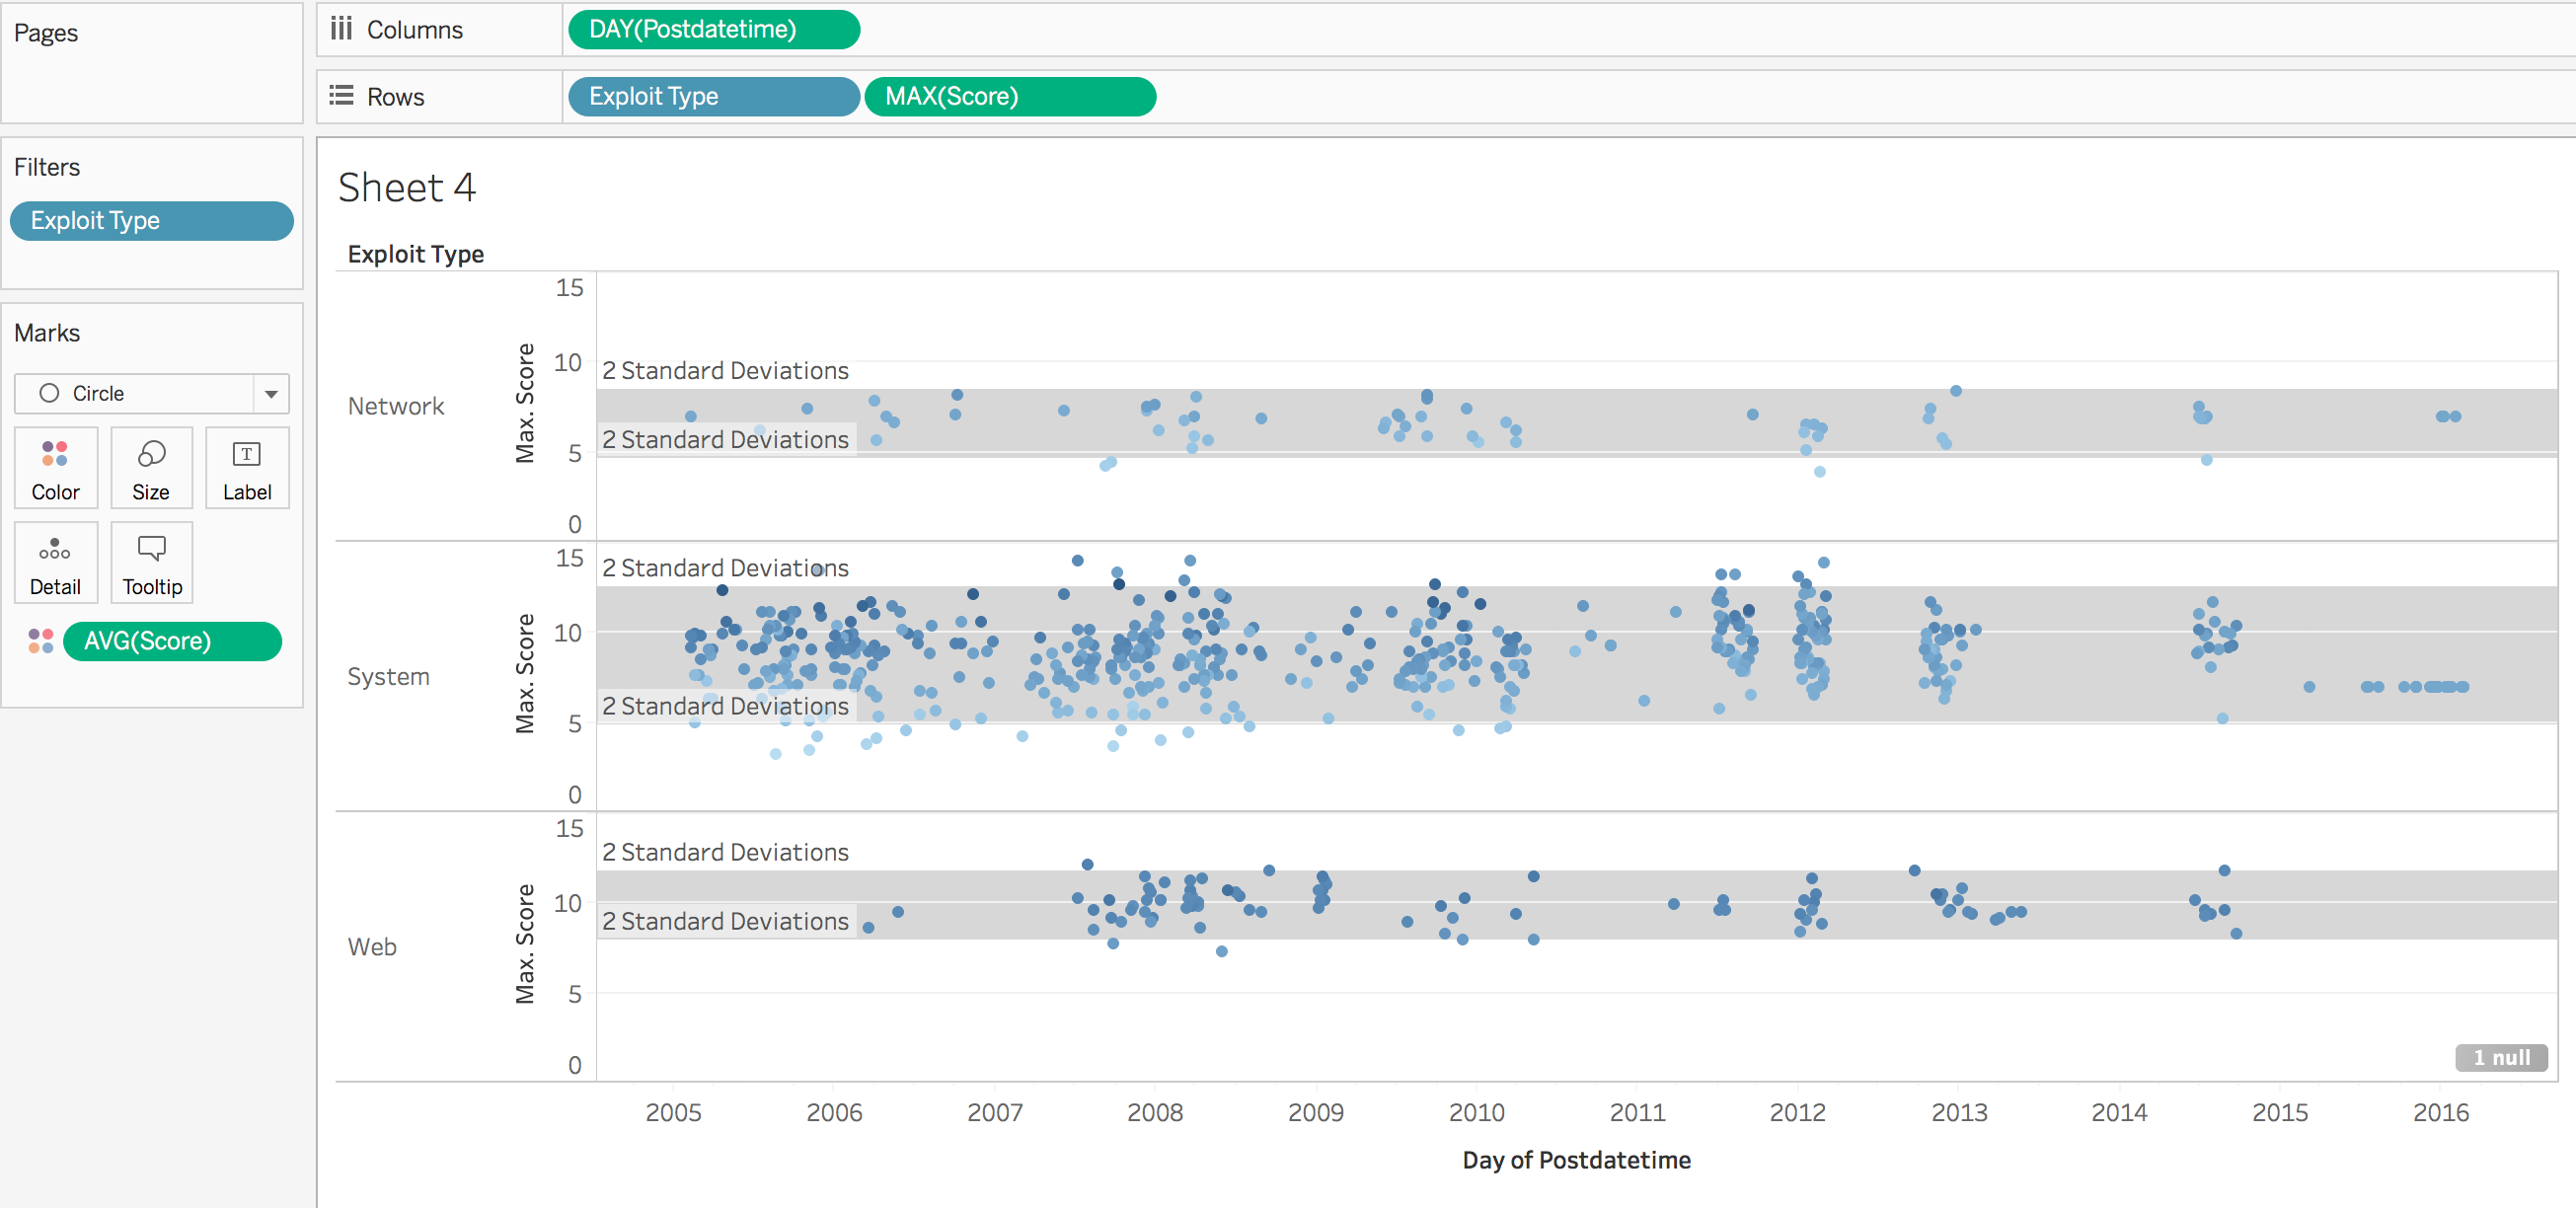 Pages
Columns
DAY(Postdatetime)
Rows
Exploit Type
MAX(Score)
Filters
Exploit Type
Marks
Circle
Color
Size
T
Label
Detail
Tooltip
AVG(Score)
Sheet 4
Exploit Type
Network
Max. Score
15
10
5
0
2 Standard Deviations
2 Standard Deviations
System
Max. Score
15
10
5
0
2 Standard Deviations
2 Standard Deviations
Web
Max. Score
15
10
5
0
2 Standard Deviations
2 Standard Deviations
1 null
2005 2006 2007 2008 2009 2010 2011 2012 2013 2014 2015 2016
Day of Postdatetime